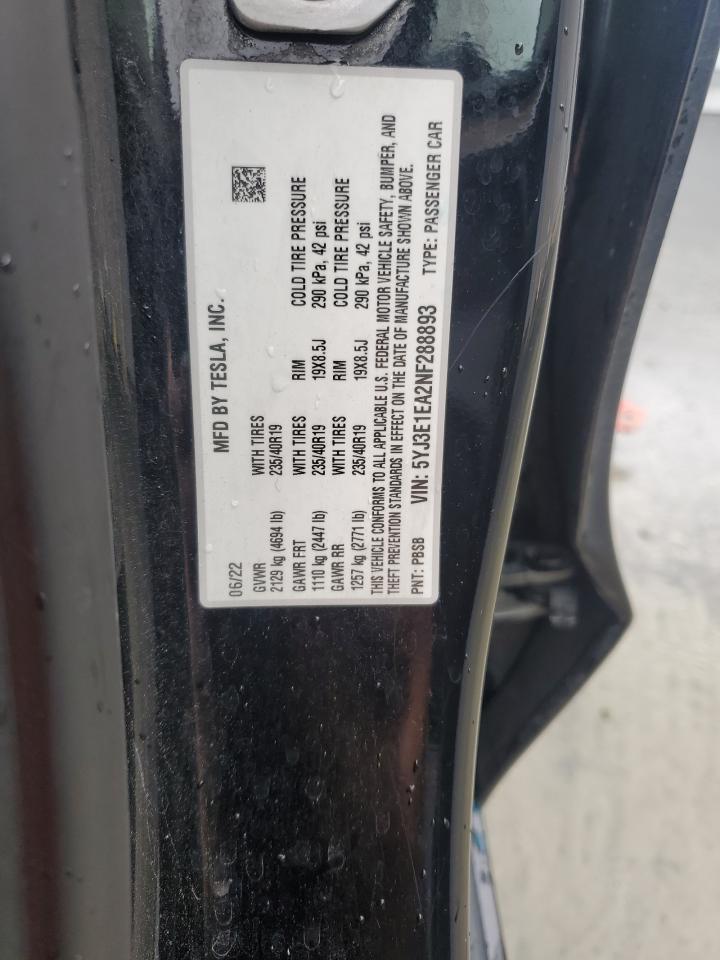 MFD BY TESLA, INC.
06/22
GVWR WITH TIRES
2129 kg (4694 lb) 235/40R19
GAWR FRT WITH TIRES RIM COLD TIRE PRESSURE
1110 kg (2447 lb) 235/40R19 19X8.5J 290 kPa, 42 psi
GAWR RR WITH TIRES RIM COLD TIRE PRESSURE
1257 kg (2771 lb) 235/40R19 19X8.5J 290 kPa, 42 psi
THIS VEHICLE CONFORMS TO ALL APPLICABLE U.S. FEDERAL MOTOR VEHICLE SAFETY, BUMPER, AND
THEFT PREVENTION STANDARDS IN EFFECT ON THE DATE OF MANUFACTURE SHOWN ABOVE.
PNT: PBSB VIN: 5YJ3E1EA2NF288893 TYPE: PASSENGER CAR